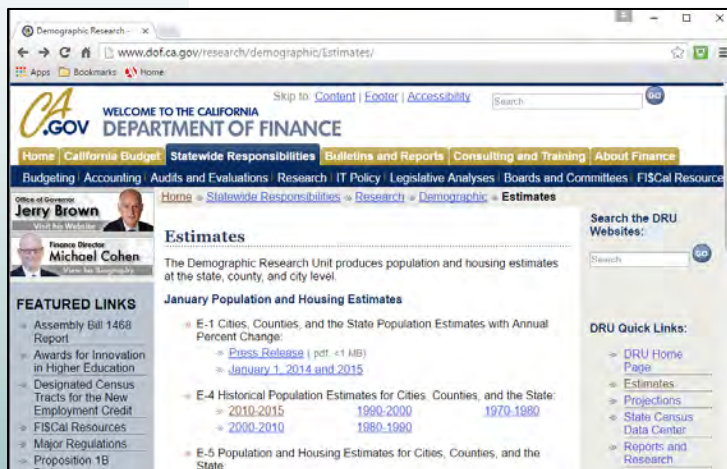 Demographic Research -
www.dof.ca.gov/research/demographic/Estimates/
Apps Bookmarks Home
Skip to: Content | Footer | Accessibility
Search
GO
CA
.GOV
WELCOME TO THE CALIFORNIA
DEPARTMENT OF FINANCE
Home California Budget Statewide Responsibilities Bulletins and Reports Consulting and Training About Finance
Budgeting Accounting Audits and Evaluations Research IT Policy Legislative Analyses Boards and Committees FI$Cal Resource
Office of Governor
Jerry Brown
Visit his Website
Finance Director
Michael Cohen
View his Biography
FEATURED LINKS
Assembly Bill 1468
Report
Awards for Innovation
in Higher Education
Designated Census
Tracts for the New
Employment Credit
FI$Cal Resources
Major Regulations
Proposition 1B
Home » Statewide Responsibilities » Research » Demographic » Estimates
Estimates
The Demographic Research Unit produces population and housing estimates
at the state, county, and city level.
January Population and Housing Estimates
» E-1 Cities, Counties, and the State Population Estimates with Annual
Percent Change:
» Press Release ( pdf, <1 MB)
» January 1, 2014 and 2015
» E-4 Historical Population Estimates for Cities, Counties, and the State:
» 2010-2015 1990-2000 1970-1980
» 2000-2010 1980-1990
» E-5 Population and Housing Estimates for Cities, Counties, and the
State
Search the DRU
Websites:
Search
GO
DRU Quick Links:
» DRU Home
Page
» Estimates
» Projections
» State Census
Data Center
» Reports and
Research